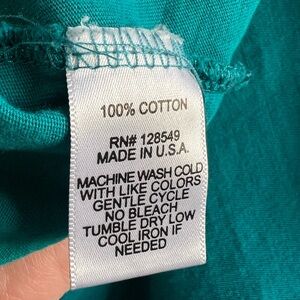 100% COTTON
RN# 128549
MADE IN U.S.A.
MACHINE WASH COLD
WITH LIKE COLORS
GENTLE CYCLE
NO BLEACH
TUMBLE DRY LOW
COOL IRON IF
NEEDED